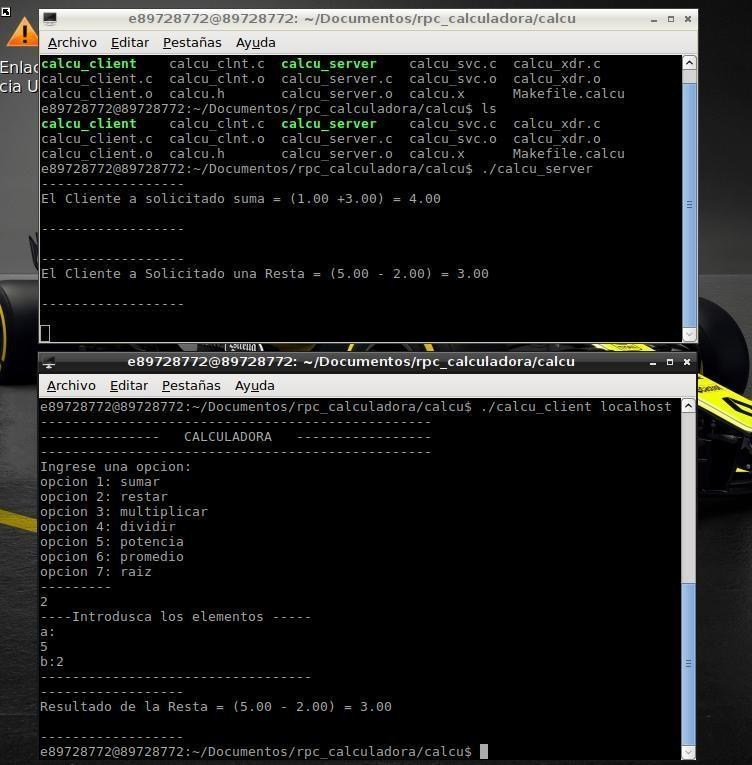 Enlac
cia U
e89728772@89728772: ~/Documentos/rpc_calculadora/calcu
Archivo Editar Pestañas Ayuda
calcu_client calcu_clnt.c calcu_server calcu_svc.c calcu_xdr.c
calcu_client.c calcu_clnt.o calcu_server.c calcu_svc.o calcu_xdr.o
calcu_client.o calcu.h calcu_server.o calcu.x Makefile.calcu
e89728772@89728772:~/Documentos/rpc_calculadora/calcu$ ls
calcu_client calcu_clnt.c calcu_server calcu_svc.c calcu_xdr.c
calcu_client.c calcu_clnt.o calcu_server.c calcu_svc.o calcu_xdr.o
calcu_client.o calcu.h calcu_server.o calcu.x Makefile.calcu
e89728772@89728772:~/Documentos/rpc_calculadora/calcu$ ./calcu_server
------------------
El Cliente a solicitado suma = (1.00 +3.00) = 4.00
------------------
------------------
El Cliente a Solicitado una Resta = (5.00 - 2.00) = 3.00
------------------
e89728772@89728772: ~/Documentos/rpc_calculadora/calcu
Archivo Editar Pestañas Ayuda
e89728772@89728772:~/Documentos/rpc_calculadora/calcu$ ./calcu_client localhost
-------------------------------------------------
--------------- CALCULADORA --------------------
-------------------------------------------------
Ingrese una opcion:
opcion 1: sumar
opcion 2: restar
opcion 3: multiplicar
opcion 4: dividir
opcion 5: potencia
opcion 6: promedio
opcion 7: raiz
---------
2
----Introdusca los elementos -----
a:
5
b:2
----------------------------------
------------------
Resultado de la Resta = (5.00 - 2.00) = 3.00
------------------
e89728772@89728772:~/Documentos/rpc_calculadora/calcu$